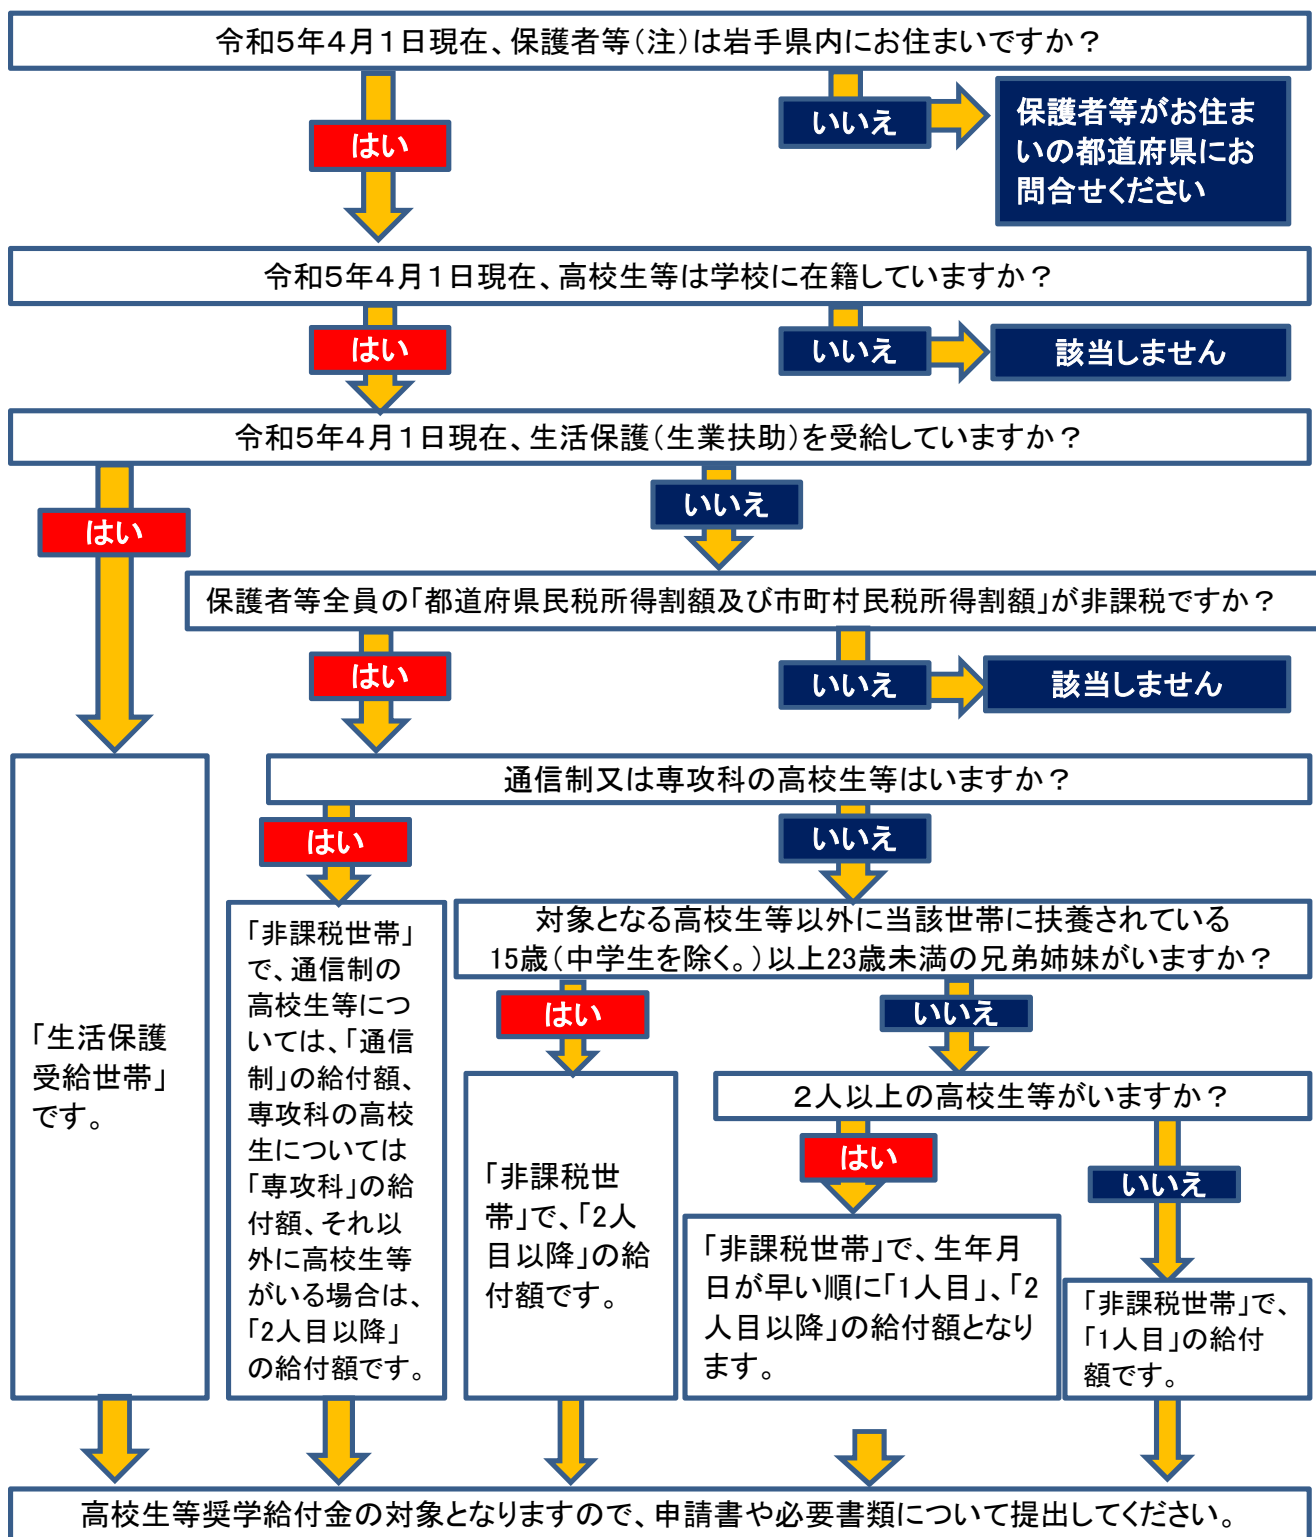 令和5年4月1日現在、保護者等(注)は岩手県内にお住まいですか？
はい
いいえ
保護者等がお住ま
いの都道府県にお
問合せください
令和5年4月1日現在、高校生等は学校に在籍していますか？
はい
いいえ
該当しません
令和5年4月1日現在、生活保護(生業扶助)を受給していますか？
はい
いいえ
保護者等全員の「都道府県民税所得割額及び市町村民税所得割額」が非課税ですか？
はい
いいえ
該当しません
通信制又は専攻科の高校生等はいますか？
はい
いいえ
対象となる高校生等以外に当該世帯に扶養されている
15歳(中学生を除く。)以上23歳未満の兄弟姉妹がいますか？
はい
いいえ
2人以上の高校生等がいますか？
はい
いいえ
「生活保護
受給世帯」
です。
「非課税世帯」
で、通信制の
高校生等につ
いては、「通信
制」の給付額、
専攻科の高校
生については
「専攻科」の給
付額、それ以
外に高校生等
がいる場合は、
「2人目以降」
の給付額です。
「非課税世
帯」で、「2人
目以降」の給
付額です。
「非課税世帯」で、生年月
日が早い順に「1人目」、「2
人目以降」の給付額となり
ます。
「非課税世帯」で、
「1人目」の給付
額です。
高校生等奨学給付金の対象となりますので、申請書や必要書類について提出してください。